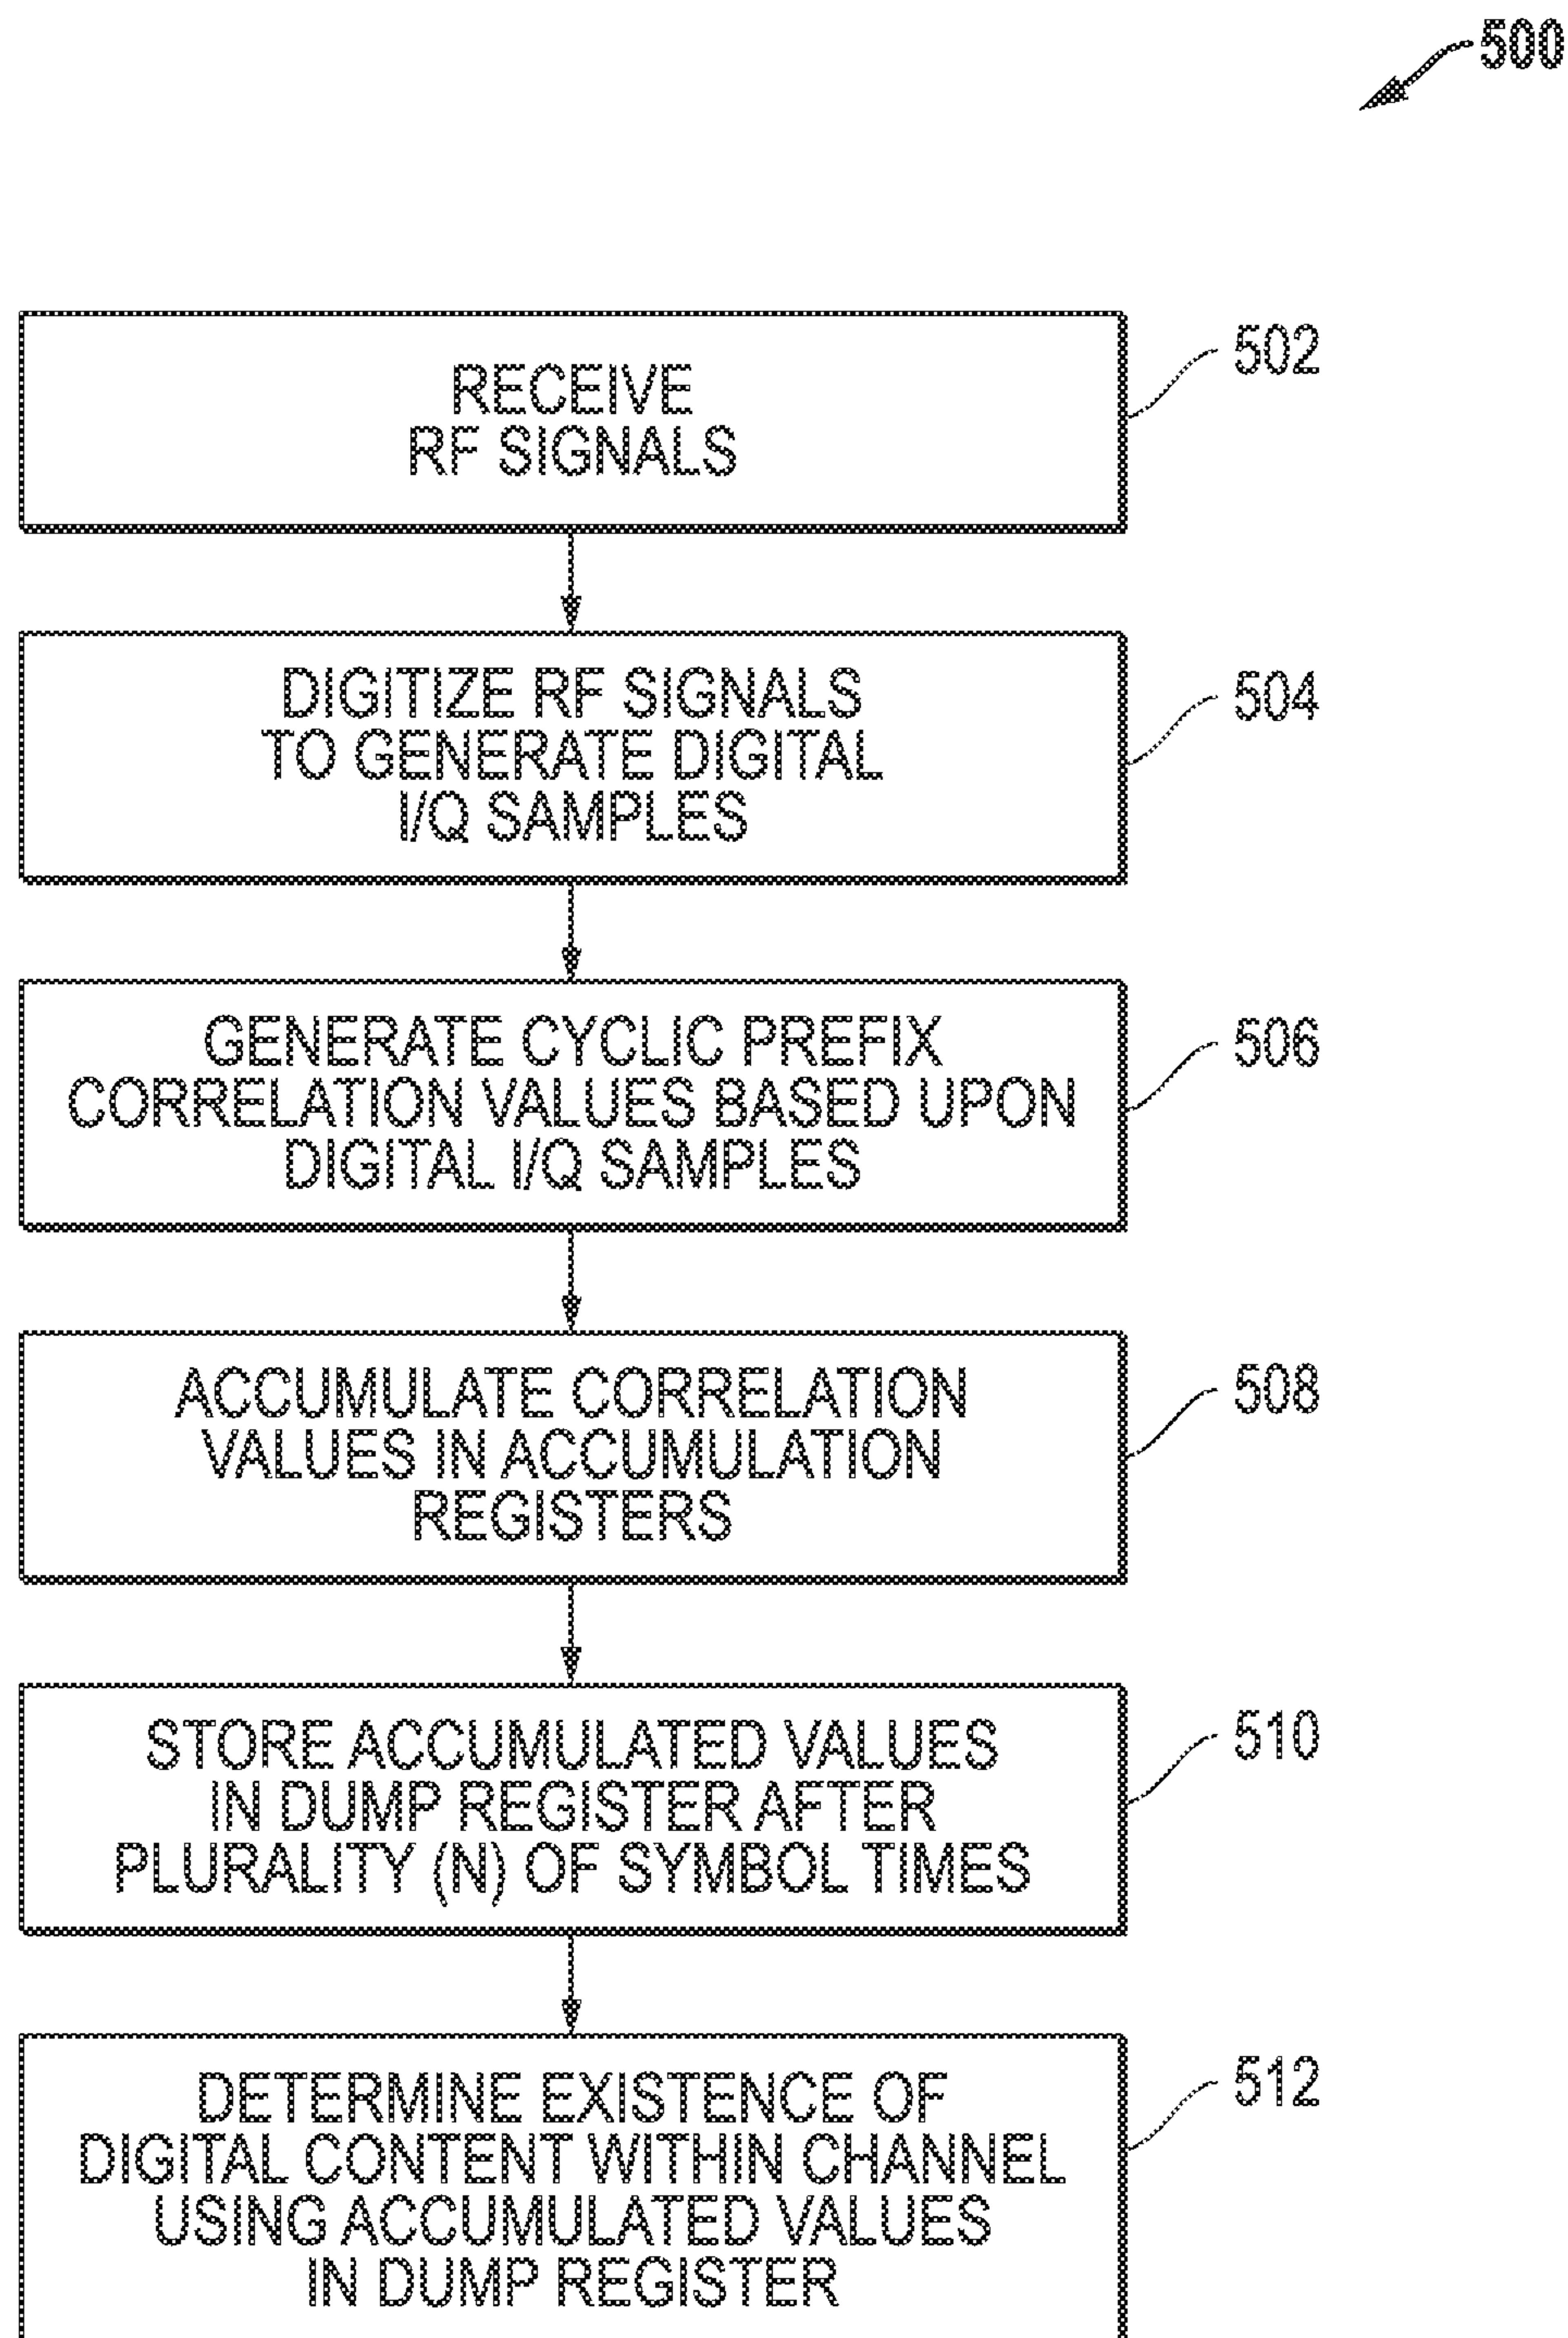 500
RECEIVE
RF SIGNALS
502
DIGITIZE RF SIGNALS
TO GENERATE DIGITAL
I/Q SAMPLES
504
GENERATE CYCLIC PREFIX
CORRELATION VALUES BASED UPON
DIGITAL I/Q SAMPLES
506
ACCUMULATE CORRELATION
VALUES IN ACCUMULATION
REGISTERS
508
STORE ACCUMULATED VALUES
IN DUMP REGISTER AFTER
PLURALITY (N) OF SYMBOL TIMES
510
DETERMINE EXISTENCE OF
DIGITAL CONTENT WITHIN CHANNEL
USING ACCUMULATED VALUES
IN DUMP REGISTER
512